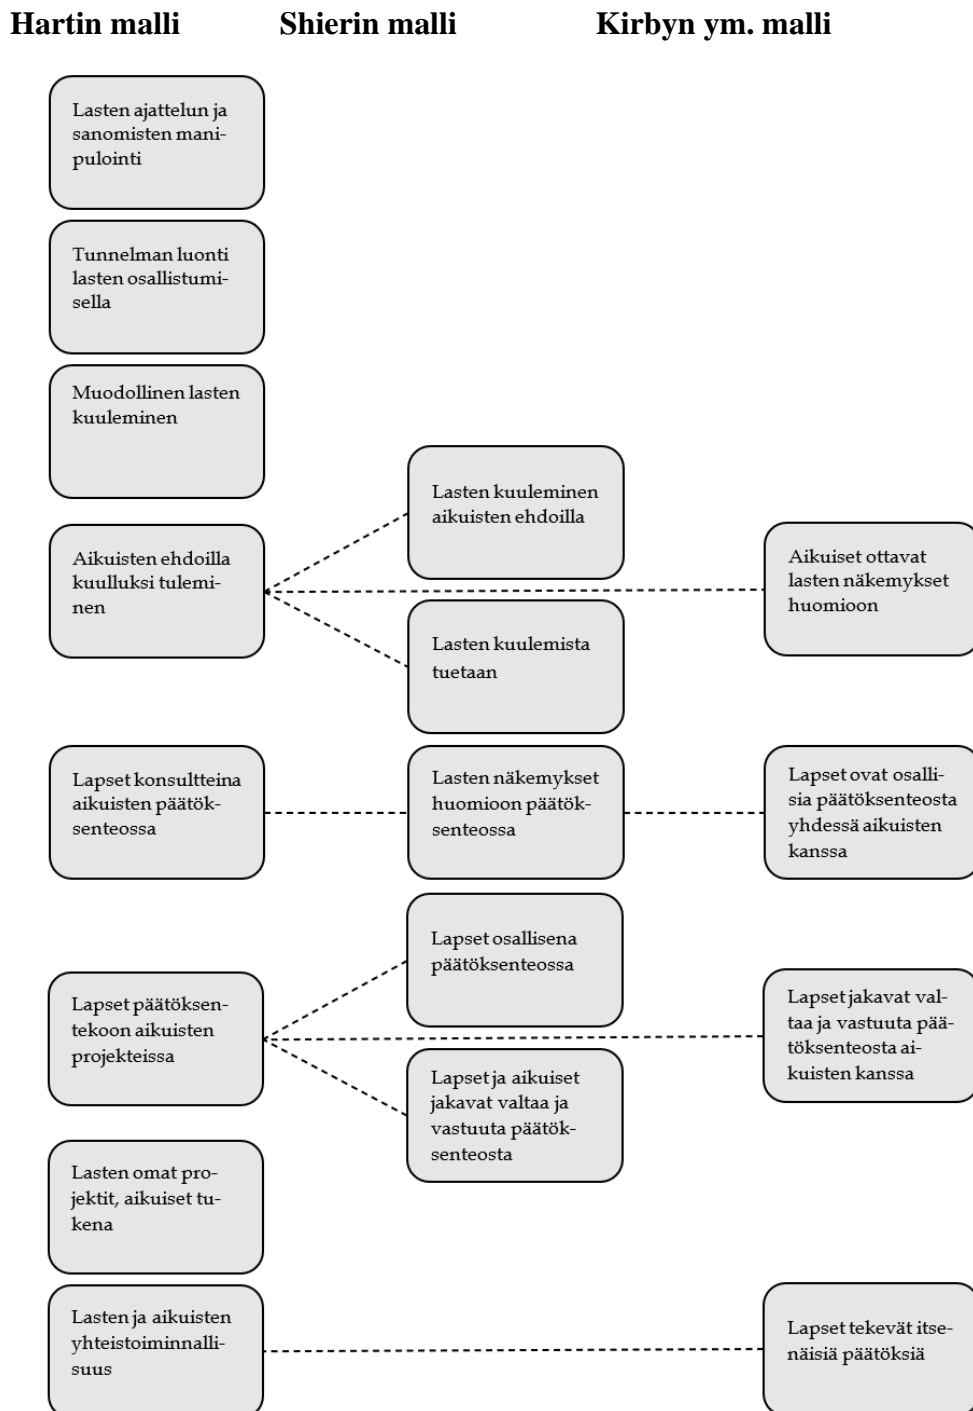 Hartin malli Shierin malli Kirbyn ym. malli
Lasten ajattelun ja
sanomisten mani-
pulointi
Tunnelman luonti
lasten osallistumi-
sella
Muodollinen lasten
kuuleminen
Lasten kuuleminen
aikuisten ehdoilla
Aikuisten ehdoilla
kuulluksi tulemi-
nen
Aikuiset ottavat
lasten näkemykset
huomioon
Lasten kuulemista
tuetaan
Lapset konsultteina
aikuisten päätök-
senteossa
Lasten näkemykset
huomioon päätök-
senteossa
Lapset ovat osalli-
sia päätöksenteosta
yhdessä aikuisten
kanssa
Lapset osallisena
päätöksenteossa
Lapset päätöksen-
tekoon aikuisten
projekteissa
Lapset jakavat val-
taa ja vastuuta pää-
töksenteosta ai-
kuisten kanssa
Lapset ja aikuiset
jakavat valtaa ja
vastuuta päätök-
senteosta
Lasten omat pro-
jektit, aikuiset tu-
kena
Lasten ja aikuisten
yhteistoiminnalli-
suus
Lapset tekevät itse-
näisiä päätöksiä